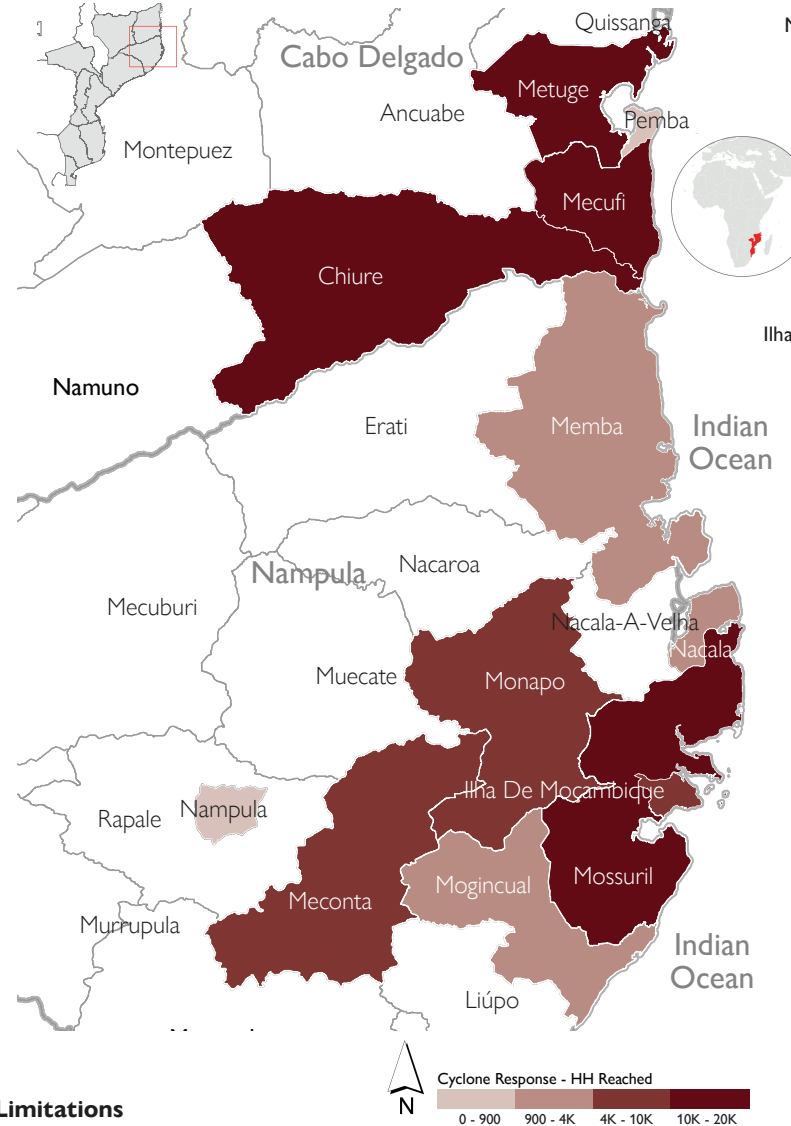 Quissanga
N
Cabo Delgado
Metuge
Ancuabe
Pemba
Montepuez
Mecufi
Chiure
Ilha
Namuno
Erati
Memba
Indian
Ocean
Nampula
Nacaroa
Mecuburi
Nacala-A-Velha
Nacala
Muecate
Monapo
Ilha De Moçambique
Nampula
Rapale
Mogincual
Mossuril
Meconta
Murrupula
Indian
Ocean
Liúpo
N
Cyclone Response - HH Reached
0 - 900 900 - 4K 4K - 10K 10K - 20K
Limitations